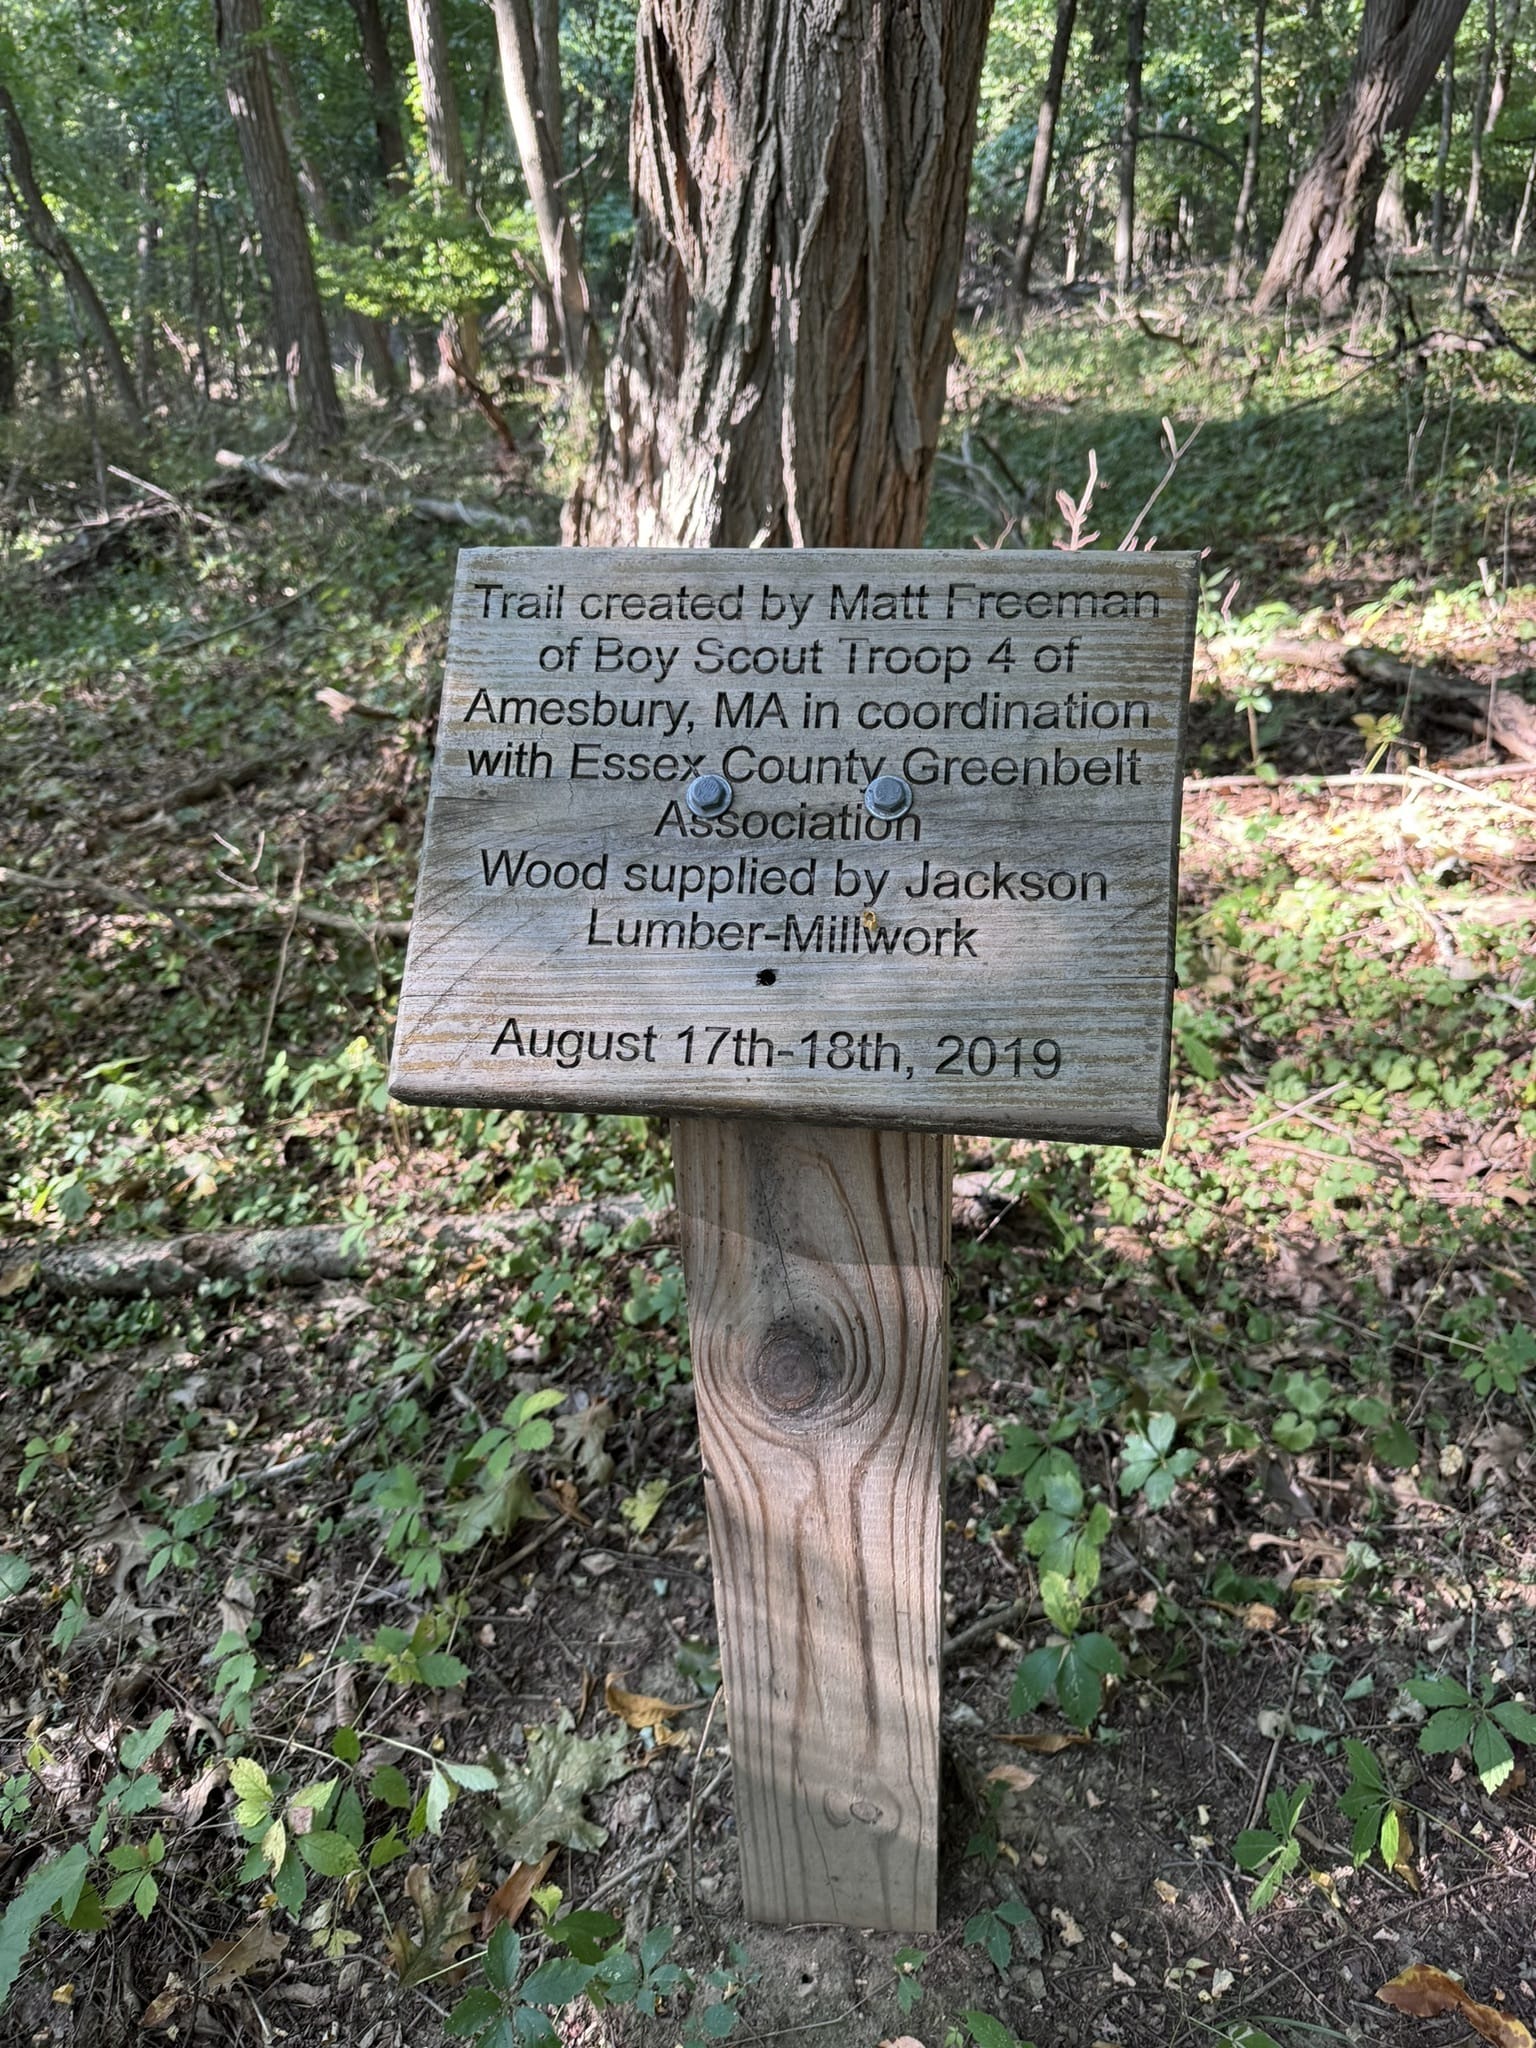 Trail created by Matt Freeman
of Boy Scout Troop 4 of
Amesbury, MA in coordination
with Essex County Greenbelt
Association
Wood supplied by Jackson
Lumber-Millwork
August 17th-18th, 2019